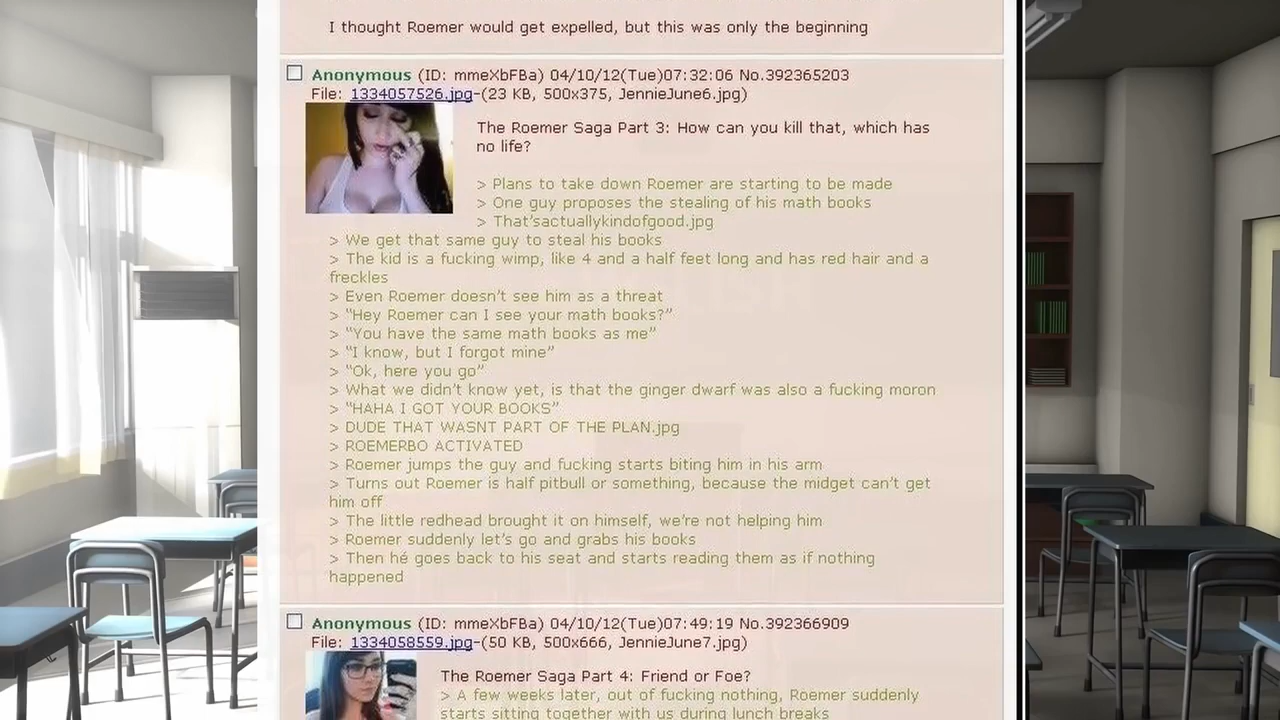 I thought Roemer would get expelled, but this was only the beginning
Anonymous (ID: mmeXbFBa) 04/10/12(Tue)07:32:06 No.392365203
File: 1334057526.jpg-(23 KB, 500x375, JennieJune6.jpg)
The Roemer Saga Part 3: How can you kill that, which has
no life?
> Plans to take down Roemer are starting to be made
> One guy proposes the stealing of his math books
> That'sactuallykindofgood.jpg
> We get that same guy to steal his books
> The kid is a fucking wimp, like 4 and a half feet long and has red hair and a
freckles
> Even Roemer doesn't see him as a threat
> "Hey Roemer can I see your math books?"
> "You have the same math books as me"
> "I know, but I forgot mine"
> "Ok, here you go"
> What we didn't know yet, is that the ginger dwarf was also a fucking moron
> "HAHA I GOT YOUR BOOKS"
> DUDE THAT WASNT PART OF THE PLAN.jpg
> ROEMERBO ACTIVATED
> Roemer jumps the guy and fucking starts biting him in his arm
> Turns out Roemer is half pitbull or something, because the midget can't get
him off
> The little redhead brought it on himself, we're not helping him
> Roemer suddenly let's go and grabs his books
> Then hé goes back to his seat and starts reading them as if nothing
happened
Anonymous (ID: mmeXbFBa) 04/10/12(Tue)07:49:19 No.392366909
File: 1334058559.jpg-(50 KB, 500x666, JennieJune7.jpg)
The Roemer Saga Part 4: Friend or Foe?
> A few weeks later, out of fucking nothing, Roemer suddenly
starts sitting together with us during lunch breaks